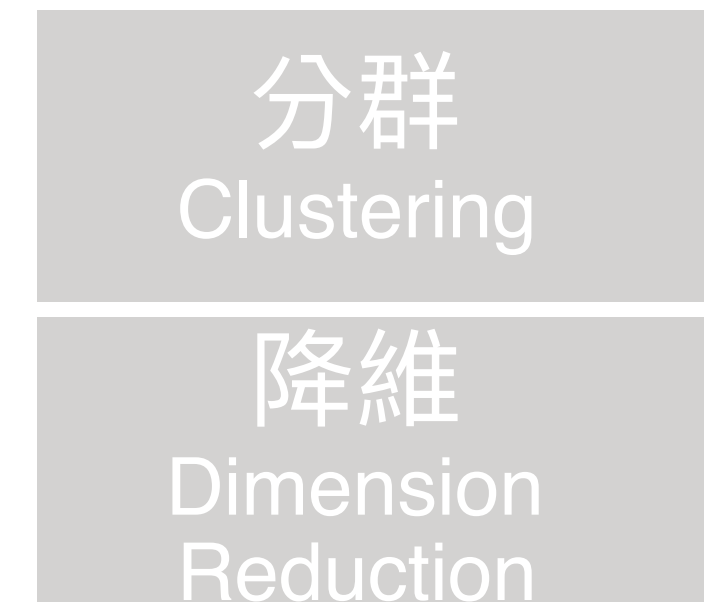 分群
Clustering
降維
Dimension
Reduction